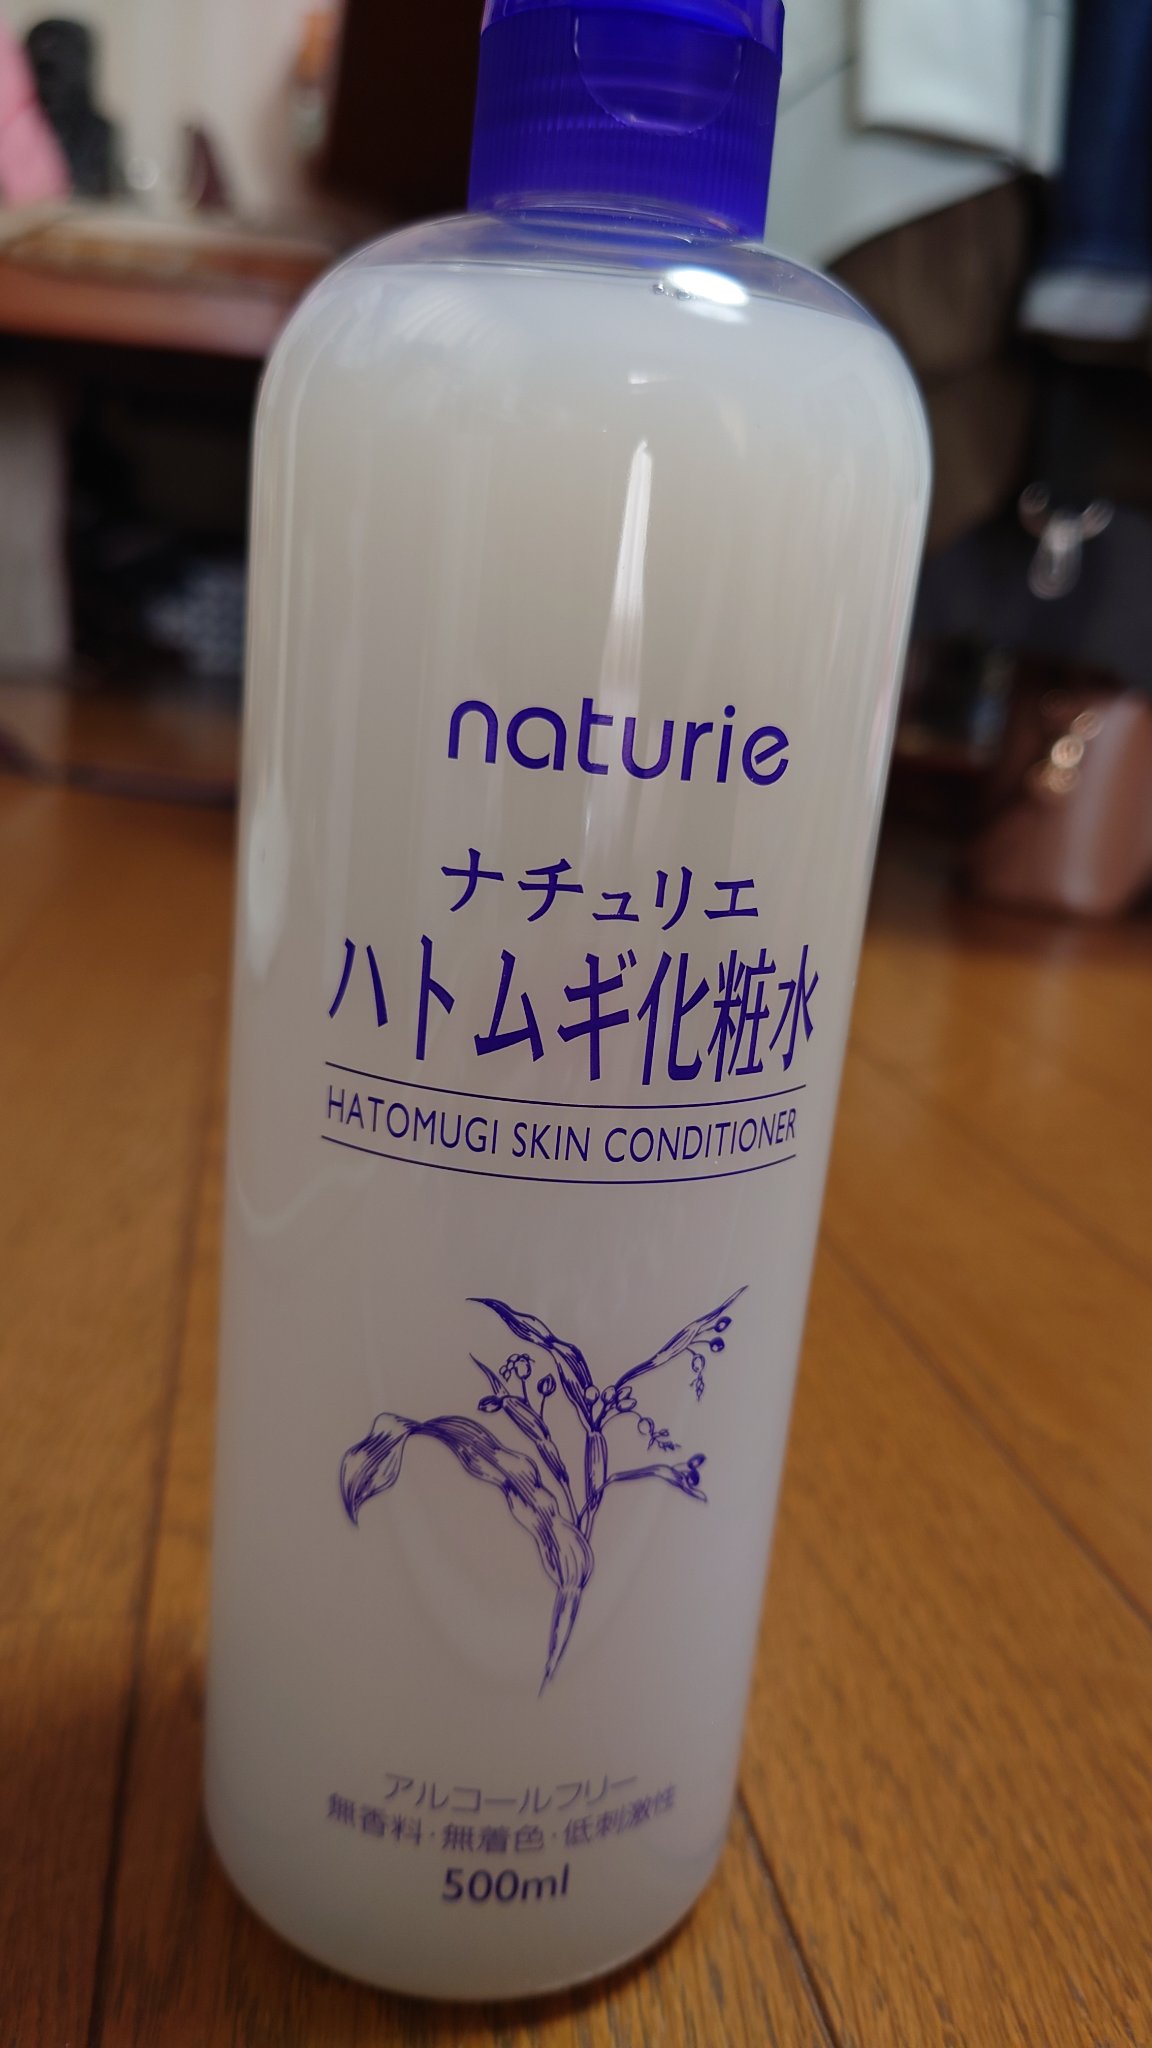 naturie
ナチュリエ
ハトムギ化粧水
HATOMUGI SKIN CONDITIONER
アルコールフリー
無香料・無着色・低刺激性
500ml